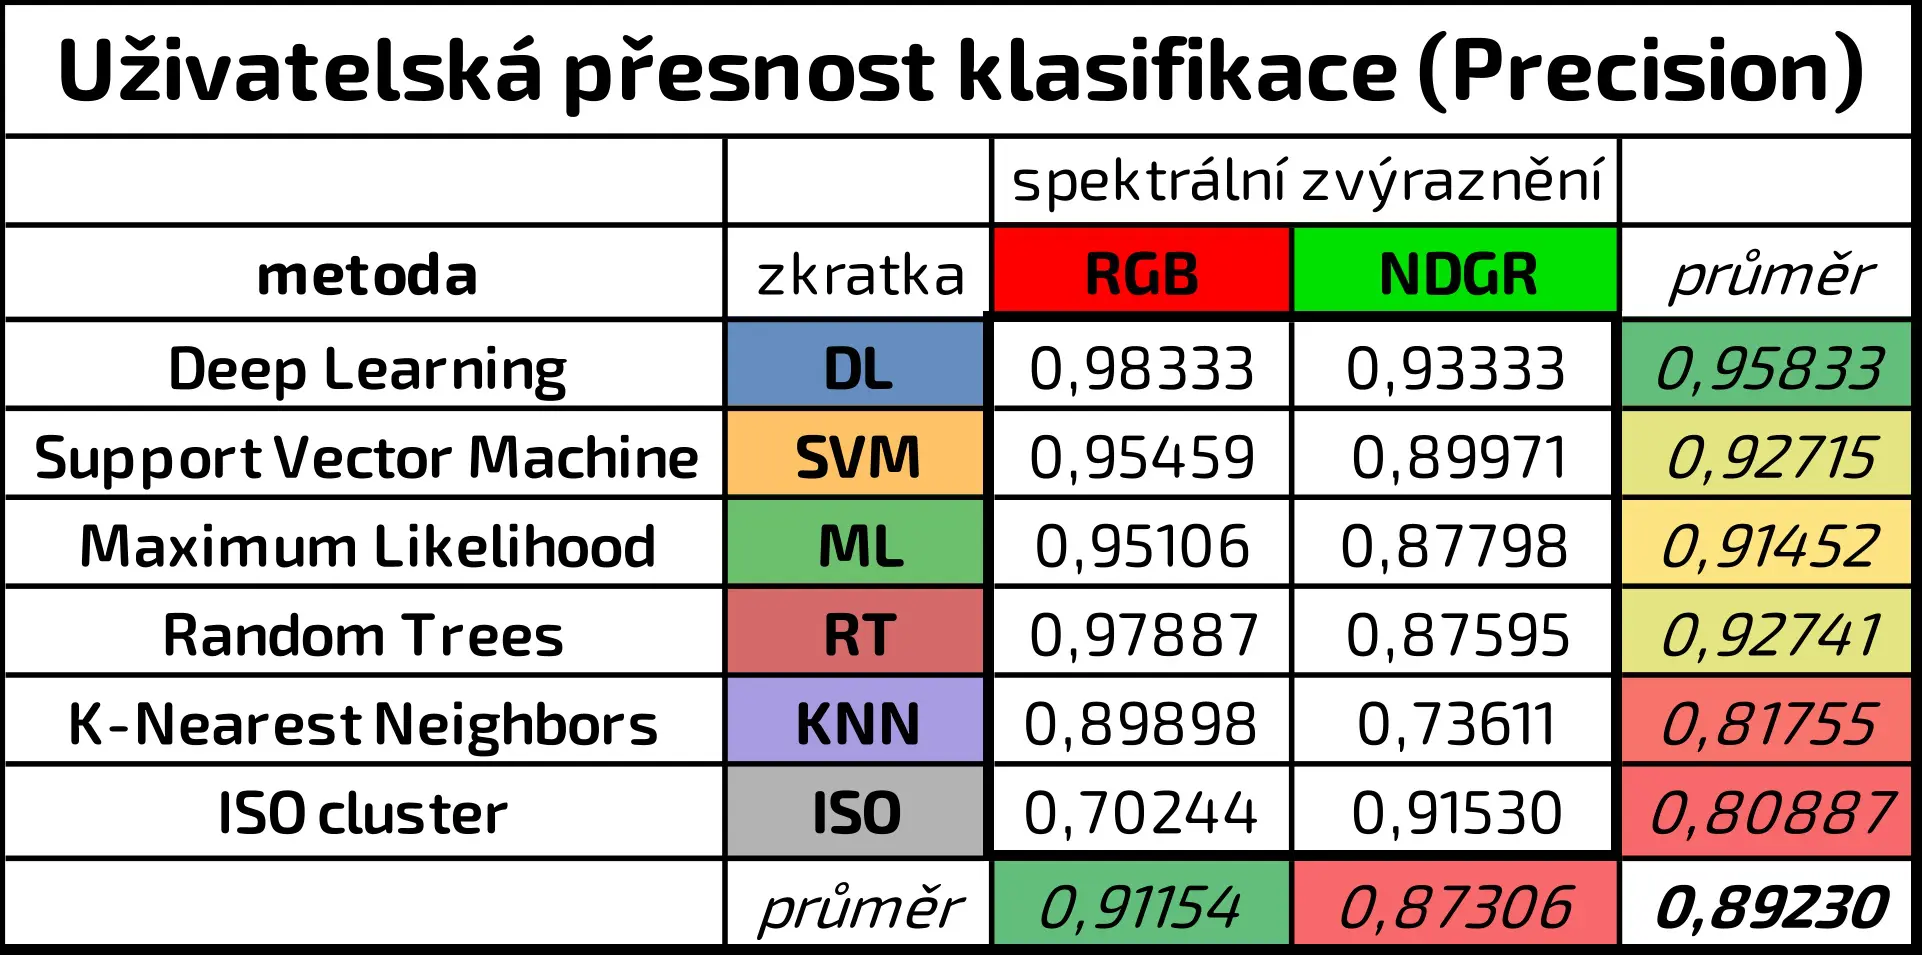 Uživatelská přesnost klasifikace (Precision)
spektrální zvýraznění
metoda zkratka RGB NDGR průměr
Deep Learning DL 0,98333 0,93333 0,95833
Support Vector Machine SVM 0,95459 0,89971 0,92715
Maximum Likelihood ML 0,95106 0,87798 0,91452
Random Trees RT 0,97887 0,87595 0,92741
K-Nearest Neighbors KNN 0,89898 0,73611 0,81755
ISO cluster ISO 0,70244 0,91530 0,80887
průměr 0,91154 0,87306 0,89230